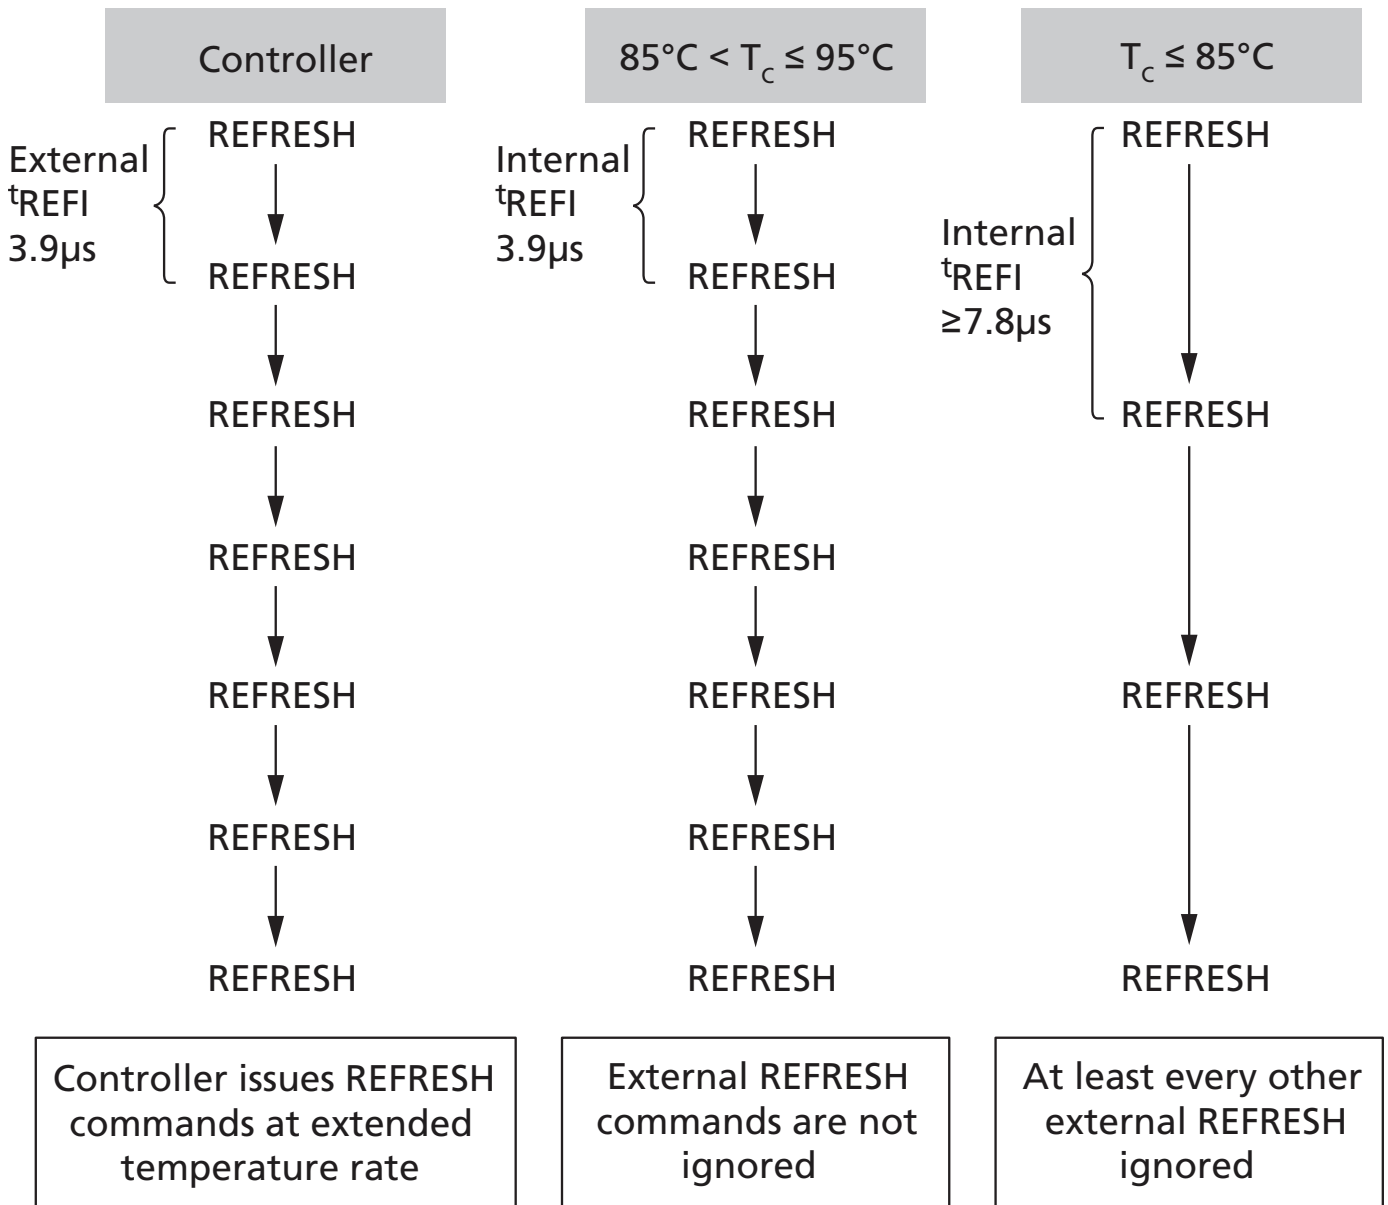 Controller
85°C < TC ≤ 95°C
TC ≤ 85°C
External
tREFI
3.9µs
REFRESH
REFRESH
REFRESH
REFRESH
REFRESH
REFRESH
REFRESH
Internal
tREFI
3.9µs
REFRESH
REFRESH
REFRESH
REFRESH
REFRESH
REFRESH
REFRESH
Internal
tREFI
≥7.8µs
REFRESH
REFRESH
REFRESH
REFRESH
Controller issues REFRESH
commands at extended
temperature rate
External REFRESH
commands are not
ignored
At least every other
external REFRESH
ignored